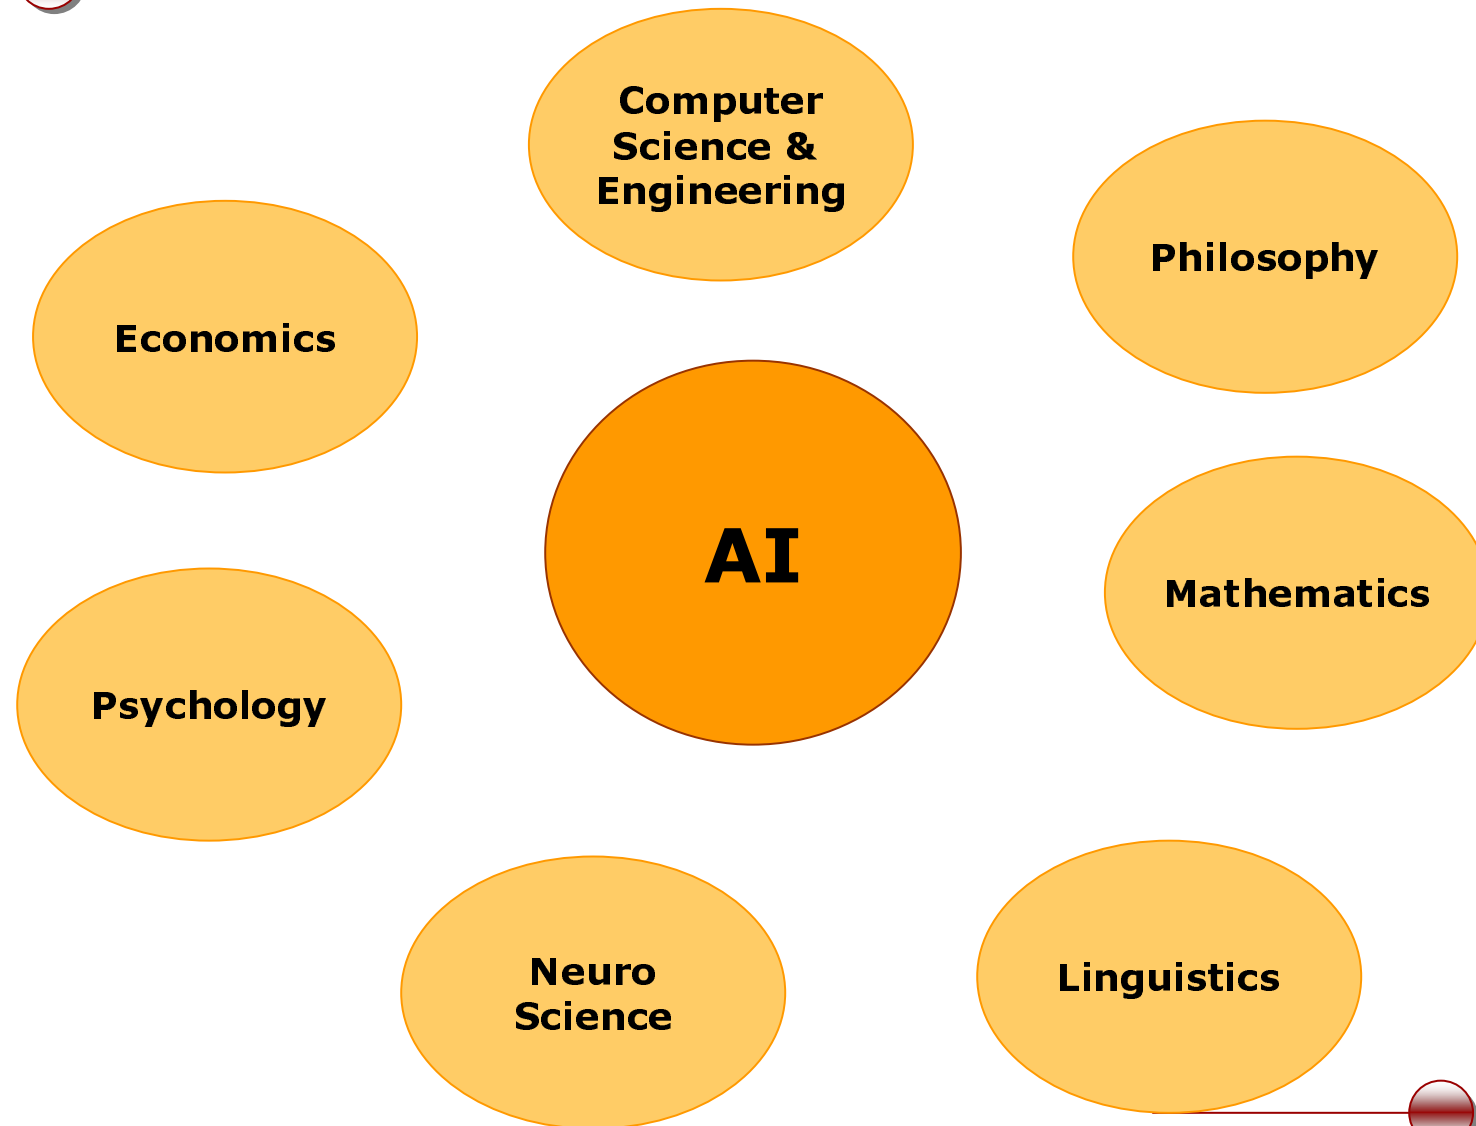 Computer
Science &
Engineering
Philosophy
Economics
AI
Mathematics
Psychology
Neuro
Science
Linguistics